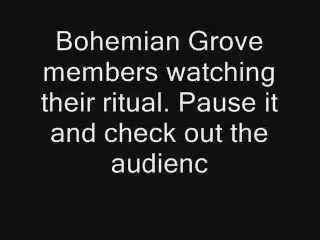 Bohemian Grove
members watching
their ritual. Pause it
and check out the
audienc